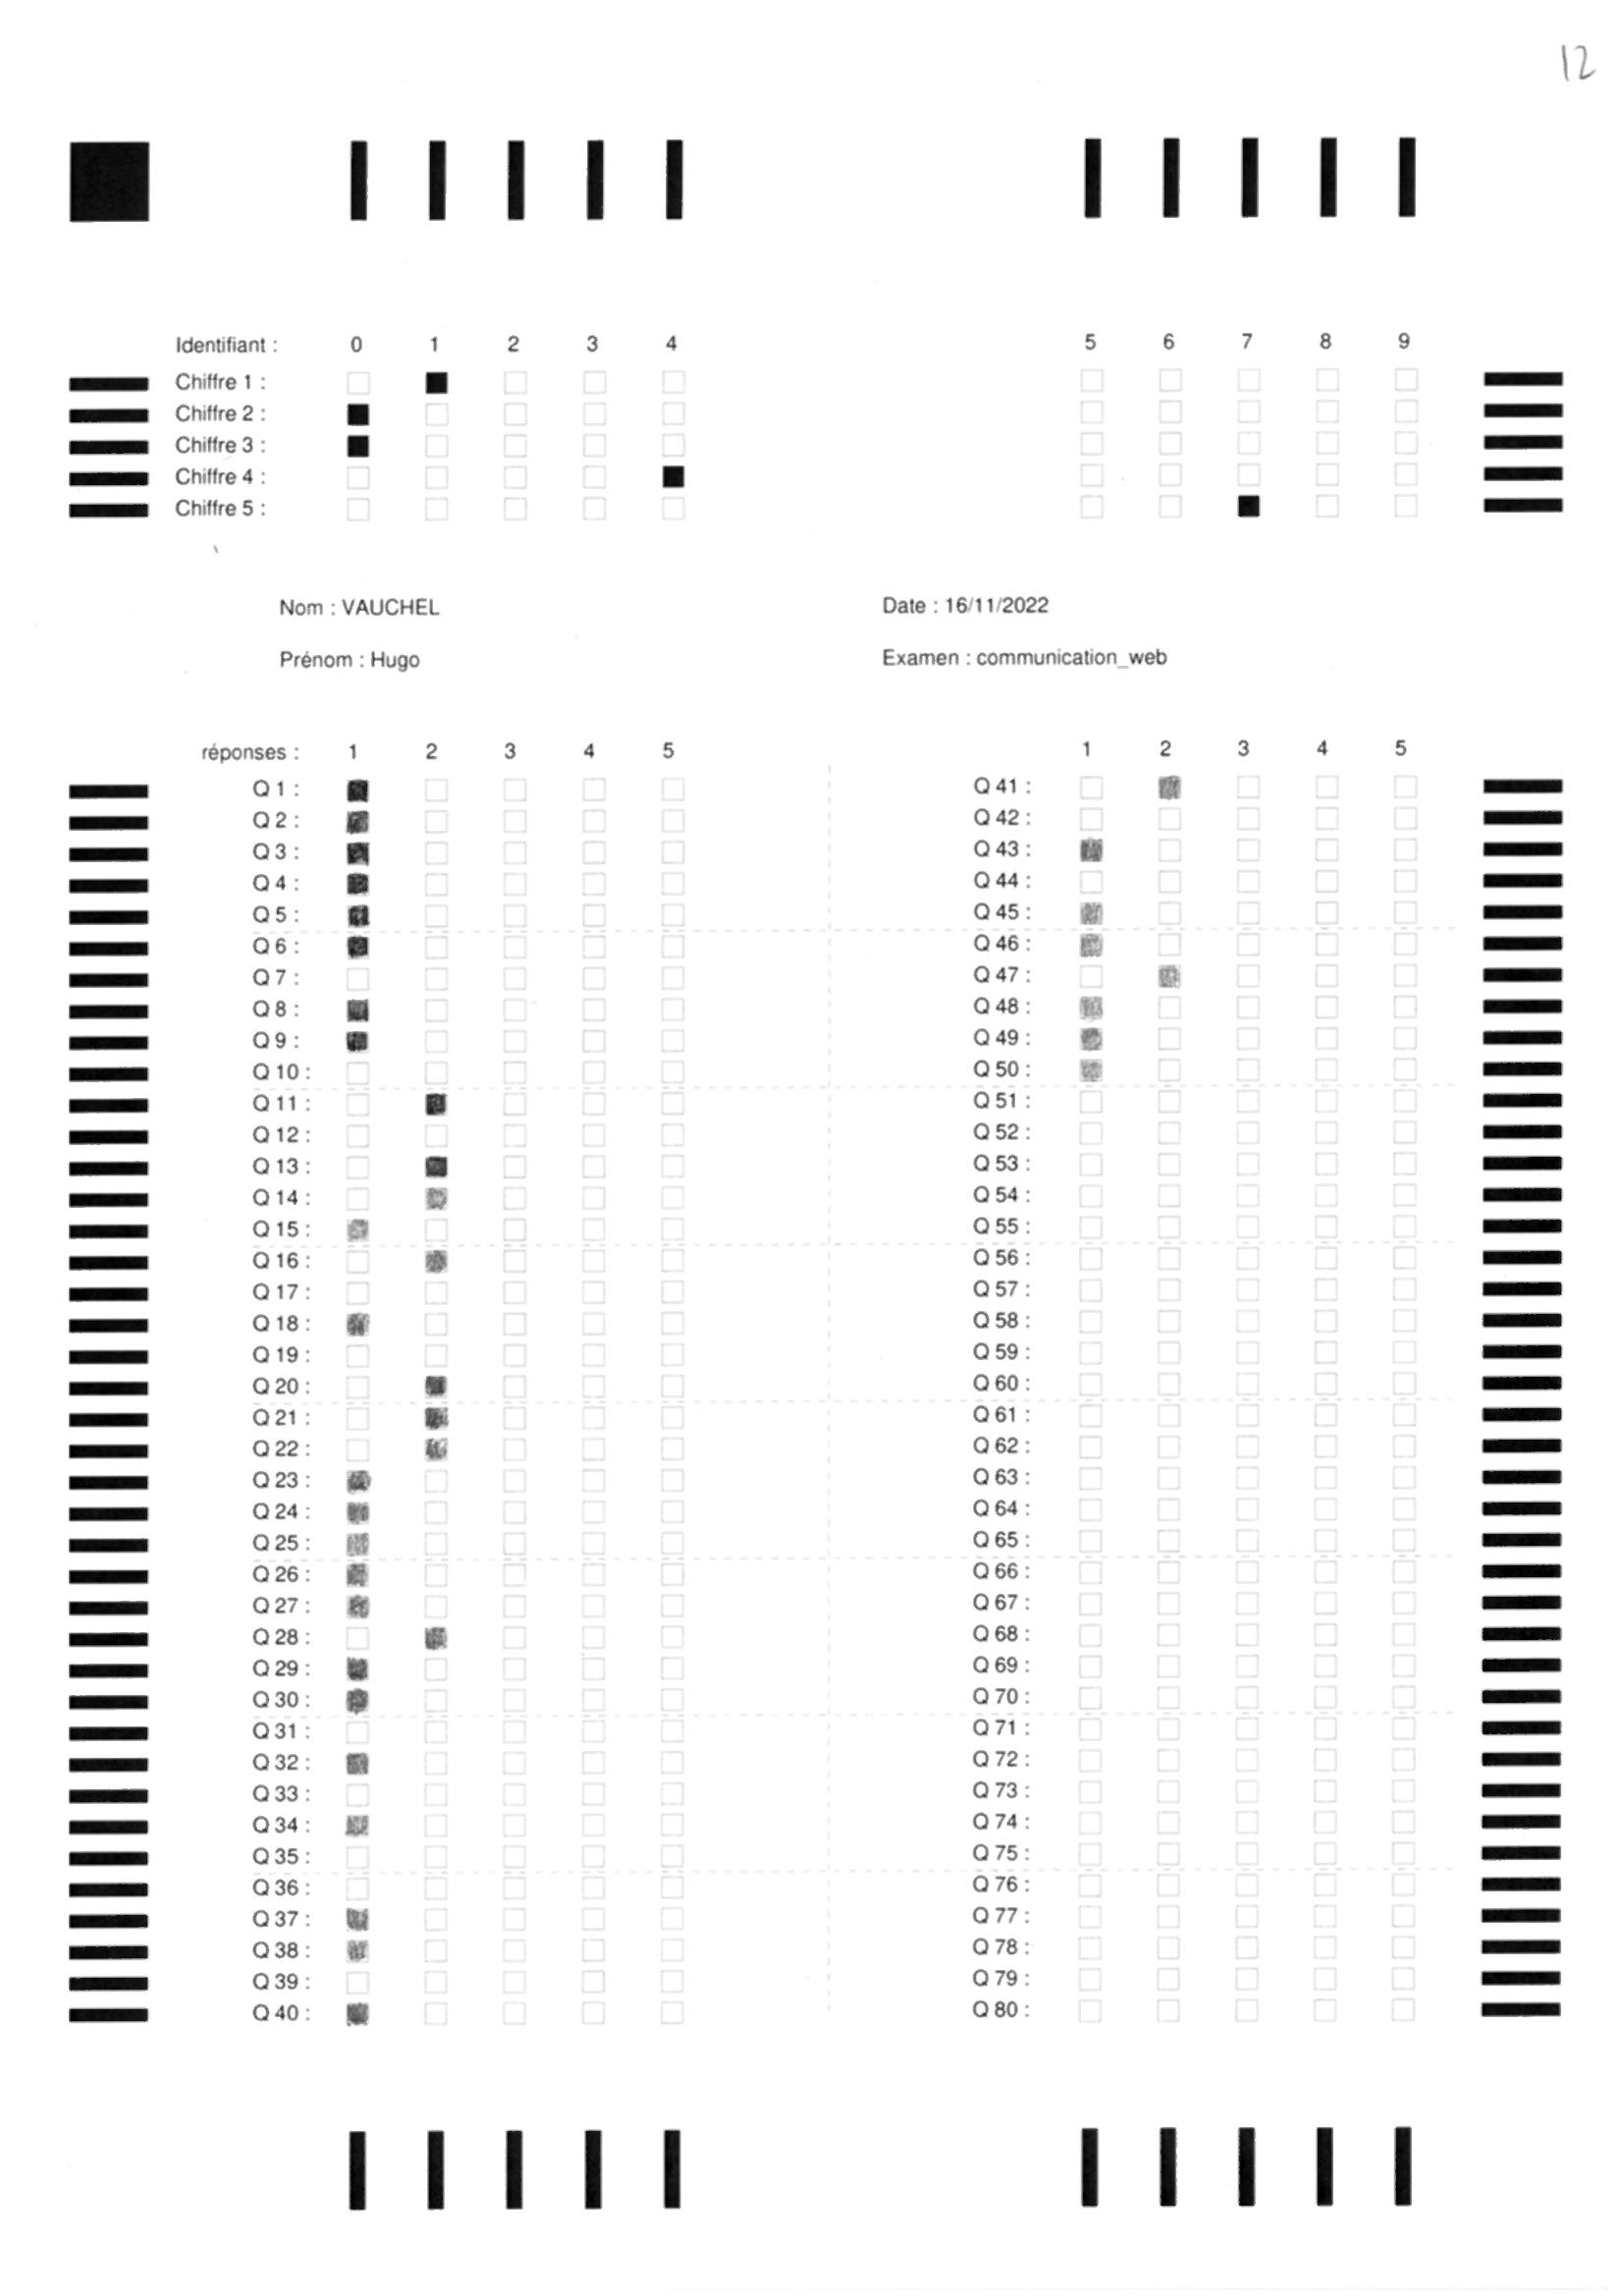 12
Identifiant : 0 1 2 3 4 5 6 7 8 9
Chiffre 1 :
Chiffre 2 :
Chiffre 3 :
Chiffre 4 :
Chiffre 5 :
Nom : VAUCHEL Date : 16/11/2022
Prénom : Hugo Examen : communication_web
réponses : 1 2 3 4 5 1 2 3 4 5
Q 1 : Q 41 :
Q 2 : Q 42 :
Q 3 : Q 43 :
Q 4 : Q 44 :
Q 5 : Q 45 :
Q 6 : Q 46 :
Q 7 : Q 47 :
Q 8 : Q 48 :
Q 9 : Q 49 :
Q 10 : Q 50 :
Q 11 : Q 51 :
Q 12 : Q 52 :
Q 13 : Q 53 :
Q 14 : Q 54 :
Q 15 : Q 55 :
Q 16 : Q 56 :
Q 17 : Q 57 :
Q 18 : Q 58 :
Q 19 : Q 59 :
Q 20 : Q 60 :
Q 21 : Q 61 :
Q 22 : Q 62 :
Q 23 : Q 63 :
Q 24 : Q 64 :
Q 25 : Q 65 :
Q 26 : Q 66 :
Q 27 : Q 67 :
Q 28 : Q 68 :
Q 29 : Q 69 :
Q 30 : Q 70 :
Q 31 : Q 71 :
Q 32 : Q 72 :
Q 33 : Q 73 :
Q 34 : Q 74 :
Q 35 : Q 75 :
Q 36 : Q 76 :
Q 37 : Q 77 :
Q 38 : Q 78 :
Q 39 : Q 79 :
Q 40 : Q 80 :